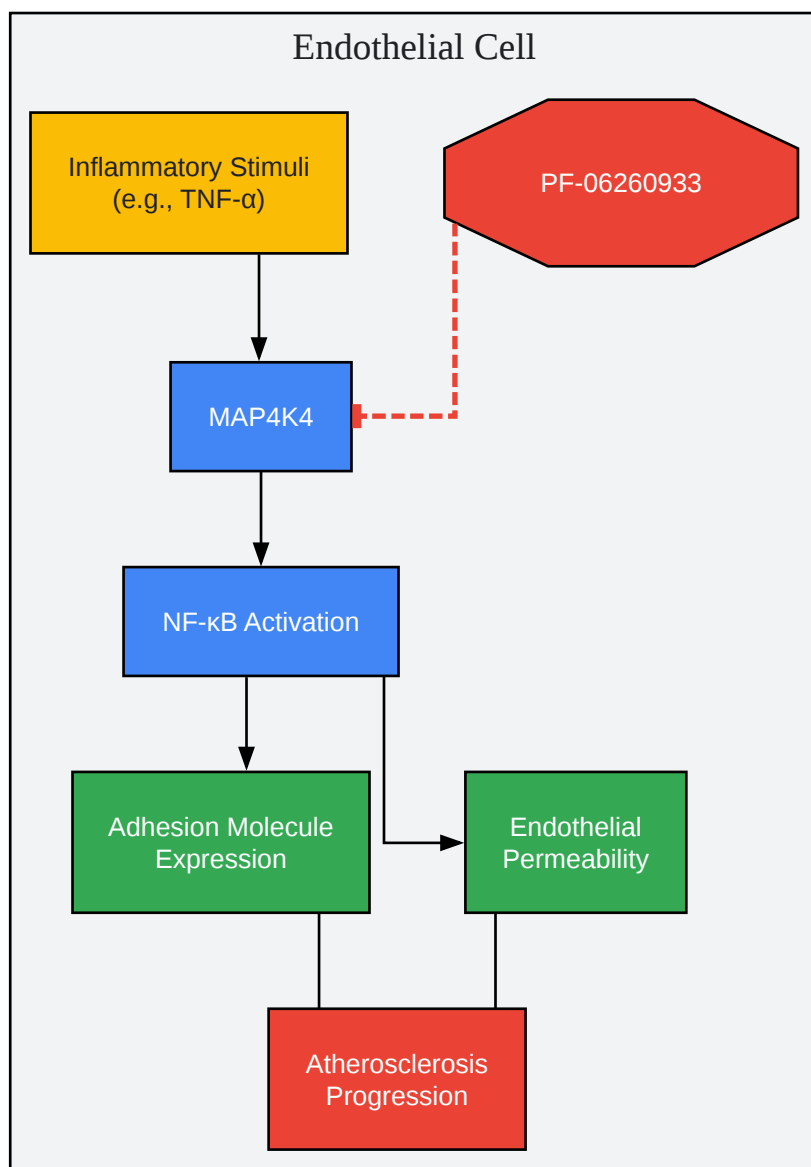 Endothelial Cell
Inflammatory Stimuli
(e.g., TNF-α)
PF-06260933
MAP4K4
NF-κB Activation
Adhesion Molecule
Expression
Endothelial
Permeability
Atherosclerosis
Progression